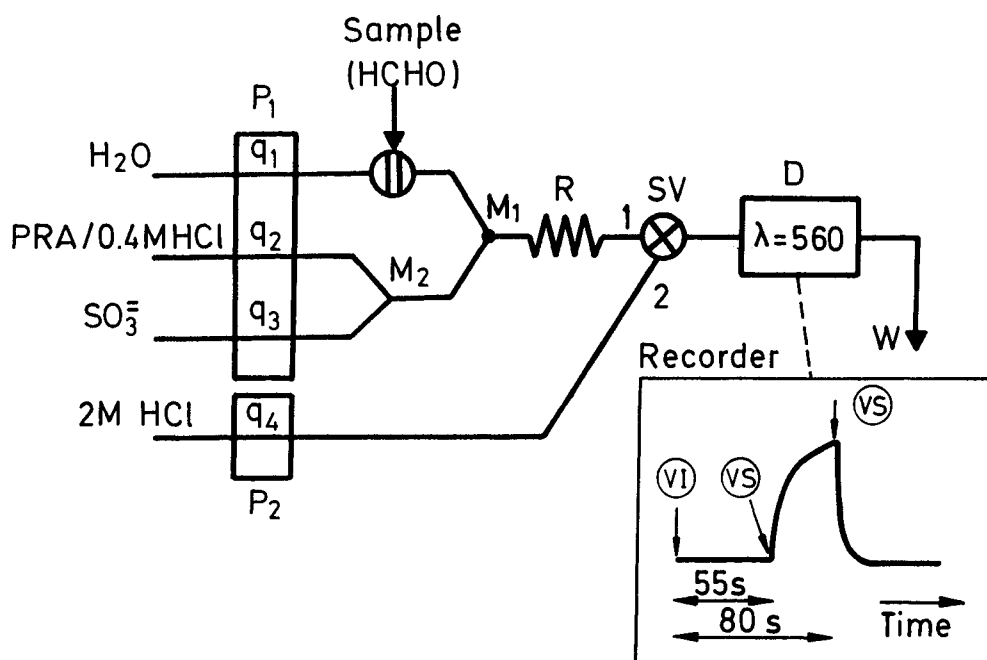 Sample
(HCHO)
P₁
H₂O
q₁
PRA/0.4MHCl
q₂
M₁
R
1
SV
D
λ=560
M₂
SO₃⁼
q₃
2
W
Recorder
2M HCl
q₄
P₂
VI
VS
VS
55s
80 s
Time